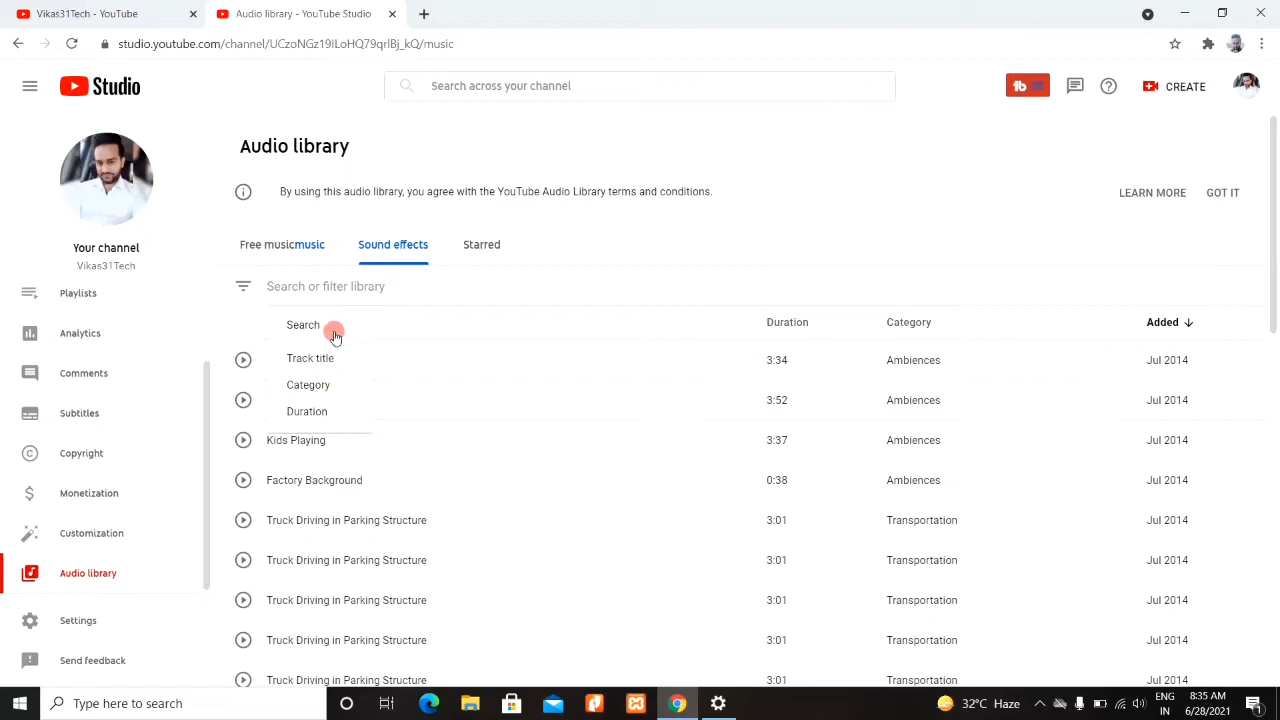 Vikas31Tech - YouTube
Audio library - YouTube Studio
studio.youtube.com/channel/UCzoNGz19ILoHQ79qrlBj_kQ/music
Studio
Search across your channel
CREATE
Your channel
Vikas31Tech
Playlists
Analytics
Comments
Subtitles
Copyright
Monetization
Customization
Audio library
Settings
Send feedback
Audio library
By using this audio library, you agree with the YouTube Audio Library terms and conditions.
LEARN MORE
GOT IT
Free musicmusic
Sound effects
Starred
Search or filter library
Search
Track title
Category
Duration
Duration Category Added
3:34 Ambiences Jul 2014
3:52 Ambiences Jul 2014
Kids Playing 3:37 Ambiences Jul 2014
Factory Background 0:38 Ambiences Jul 2014
Truck Driving in Parking Structure 3:01 Transportation Jul 2014
Truck Driving in Parking Structure 3:01 Transportation Jul 2014
Truck Driving in Parking Structure 3:01 Transportation Jul 2014
Truck Driving in Parking Structure 3:01 Transportation Jul 2014
Truck Driving in Parking Structure 3:01 Transportation Jul 2014
Type here to search
32°C Haze
ENG
IN
8:35 AM
6/28/2021